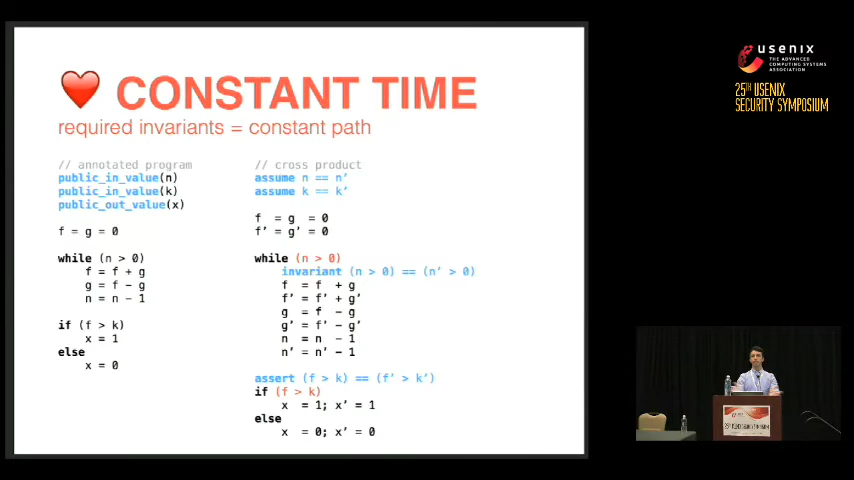 ❤️ CONSTANT TIME
required invariants = constant path
// annotated program
public_in_value(n)
public_in_value(k)
public_out_value(x)
f = g = 0
while (n > 0)
f = f + g
g = f − g
n = n − 1
if (f > k)
x = 1
else
x = 0
// cross product
assume n == n’
assume k == k’
f = g = 0
f’ = g’ = 0
while (n > 0)
invariant (n > 0) == (n’ > 0)
f = f + g
f’ = f’ + g’
g = f − g
g’ = f’ − g’
n = n − 1
n’ = n’ − 1
assert (f > k) == (f’ > k’)
if (f > k)
x = 1; x’ = 1
else
x = 0; x’ = 0
usenix
THE ADVANCED
COMPUTING SYSTEMS
ASSOCIATION
25TH USENIX
SECURITY SYMPOSIUM